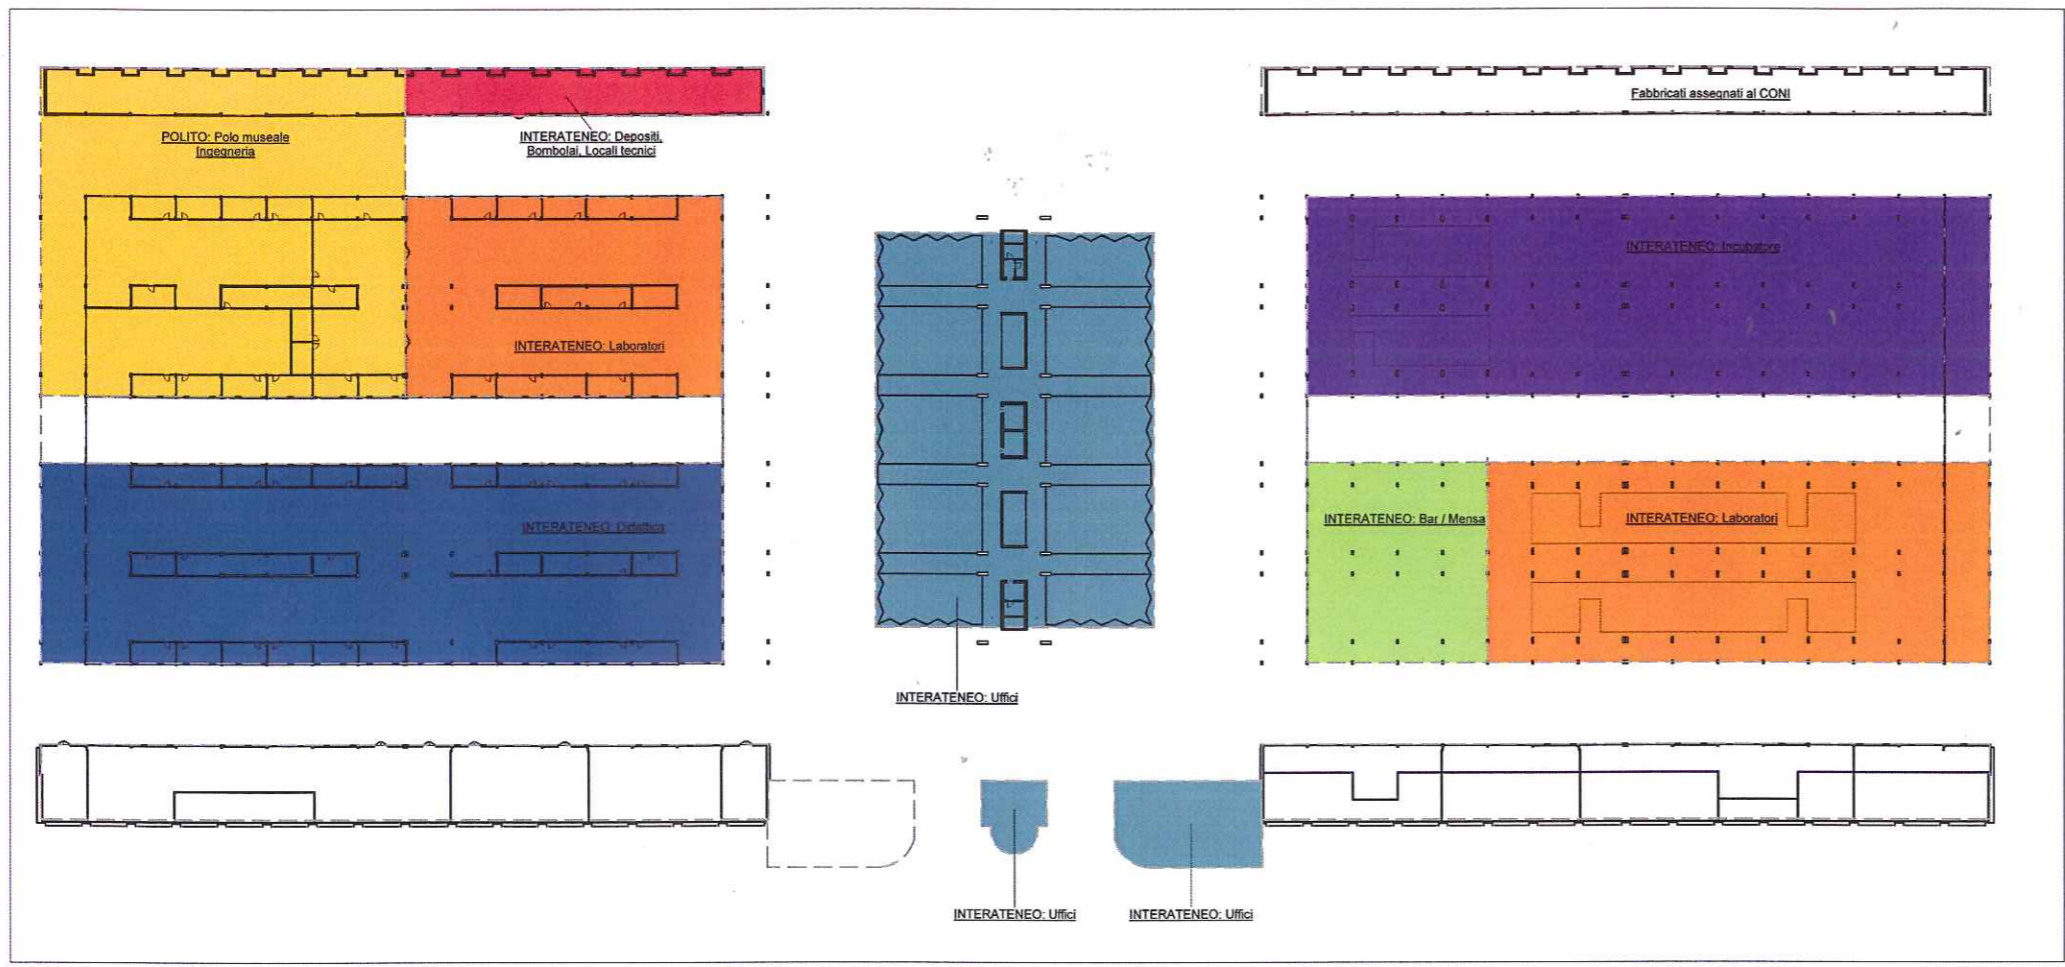 Fabbricati assegnati al CONI
POLITO: Polo museale
Ingegneria
INTERATENEO: Depositi,
Bombolai, Locali tecnici
INTERATENEO: Incubatore
INTERATENEO: Laboratori
INTERATENEO: Didattica
INTERATENEO: Bar / Mensa
INTERATENEO: Laboratori
INTERATENEO: Uffici
INTERATENEO: Uffici
INTERATENEO: Uffici